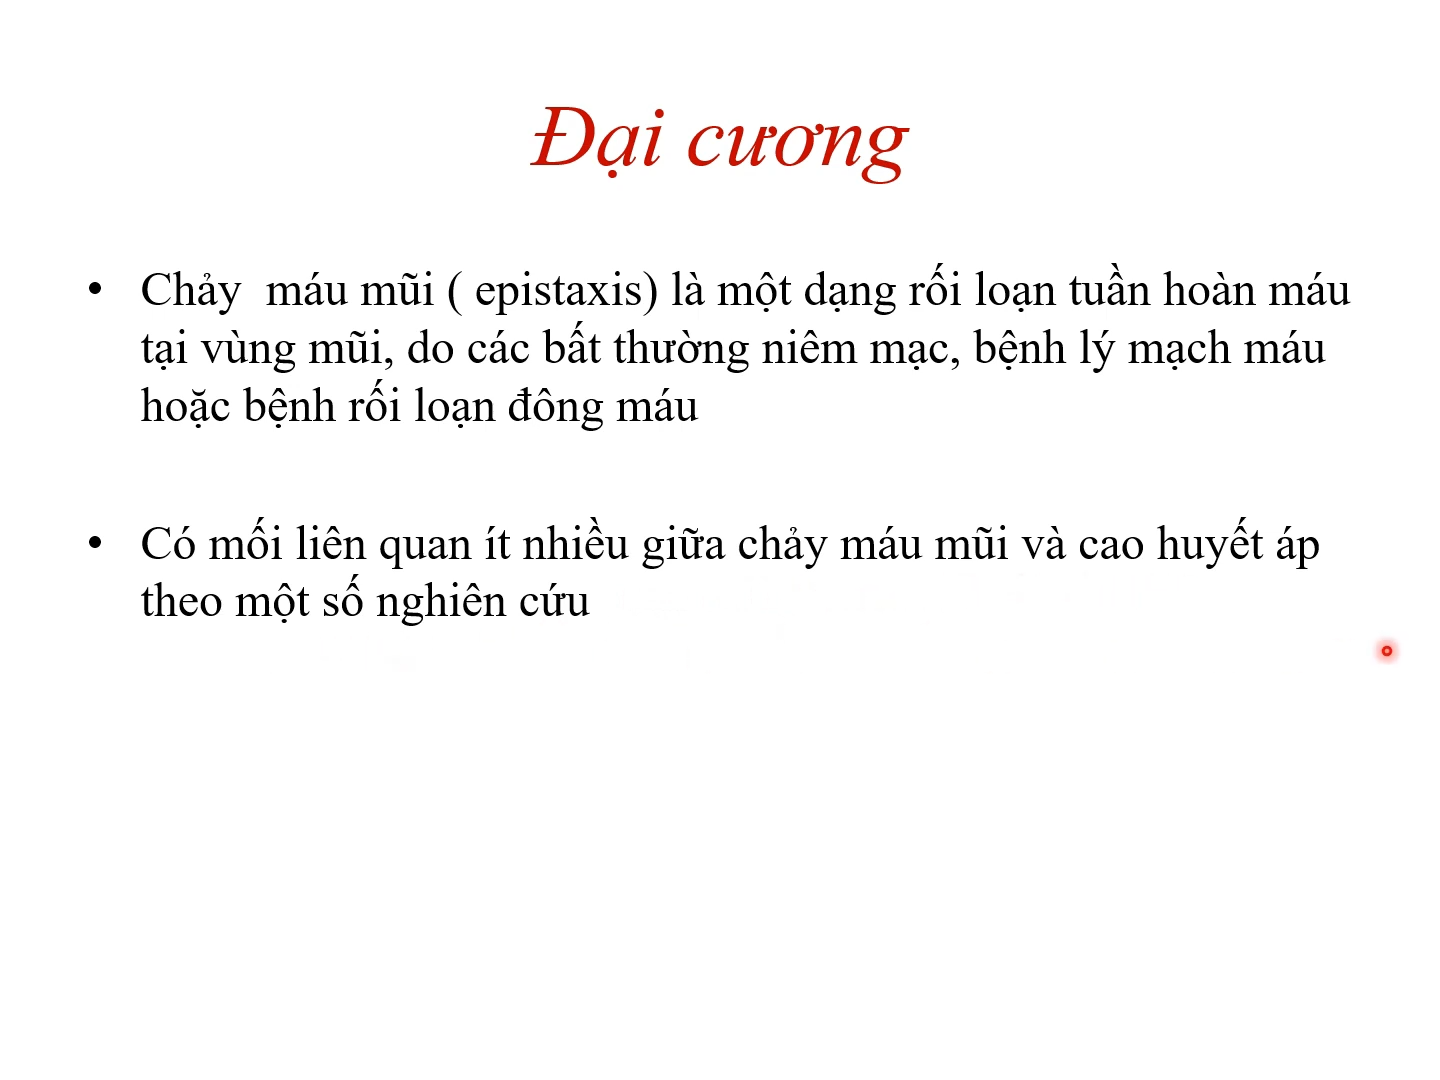 Đại cương
• Chảy  máu mũi ( epistaxis) là một dạng rối loạn tuần hoàn máu
tại vùng mũi, do các bất thường niêm mạc, bệnh lý mạch máu
hoặc bệnh rối loạn đông máu
• Có mối liên quan ít nhiều giữa chảy máu mũi và cao huyết áp
theo một số nghiên cứu